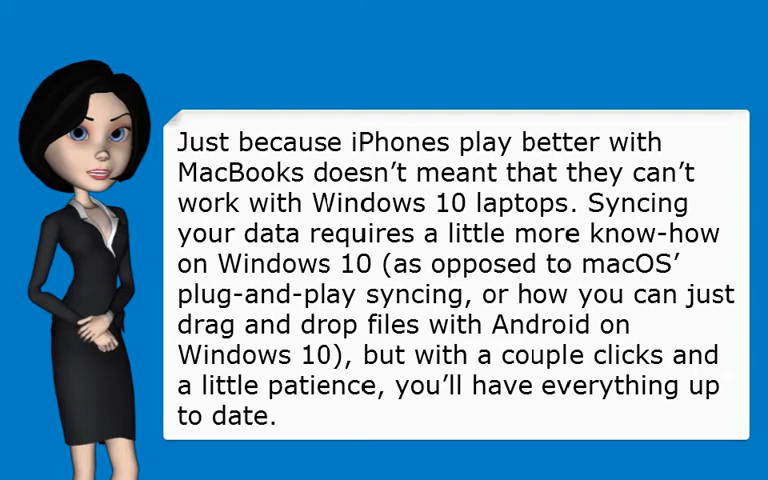 Just because iPhones play better with
MacBooks doesn’t meant that they can’t
work with Windows 10 laptops. Syncing
your data requires a little more know-how
on Windows 10 (as opposed to macOS’
plug-and-play syncing, or how you can just
drag and drop files with Android on
Windows 10), but with a couple clicks and
a little patience, you’ll have everything up
to date.